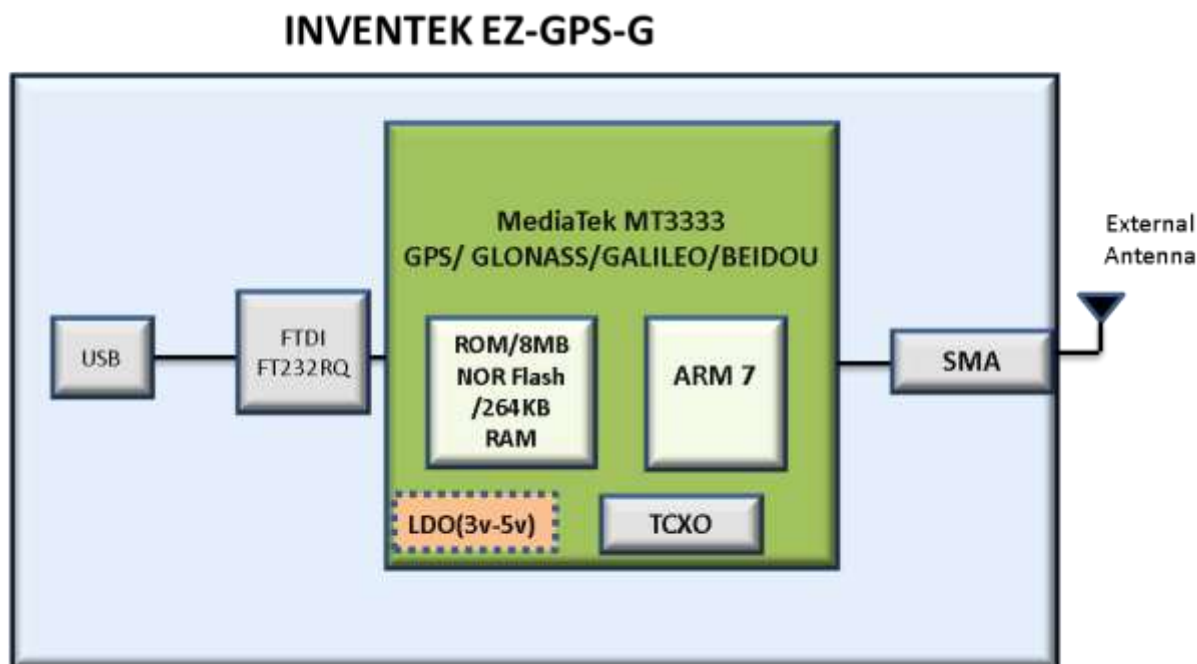 INVENTEK EZ-GPS-G
MediaTek MT3333
GPS/ GLONASS/GALILEO/BEIDOU
External
Antenna
USB
FTDI
FT232RQ
ROM/8MB
NOR Flash
/264KB
RAM
ARM 7
SMA
LDO(3v-5v)
TCXO